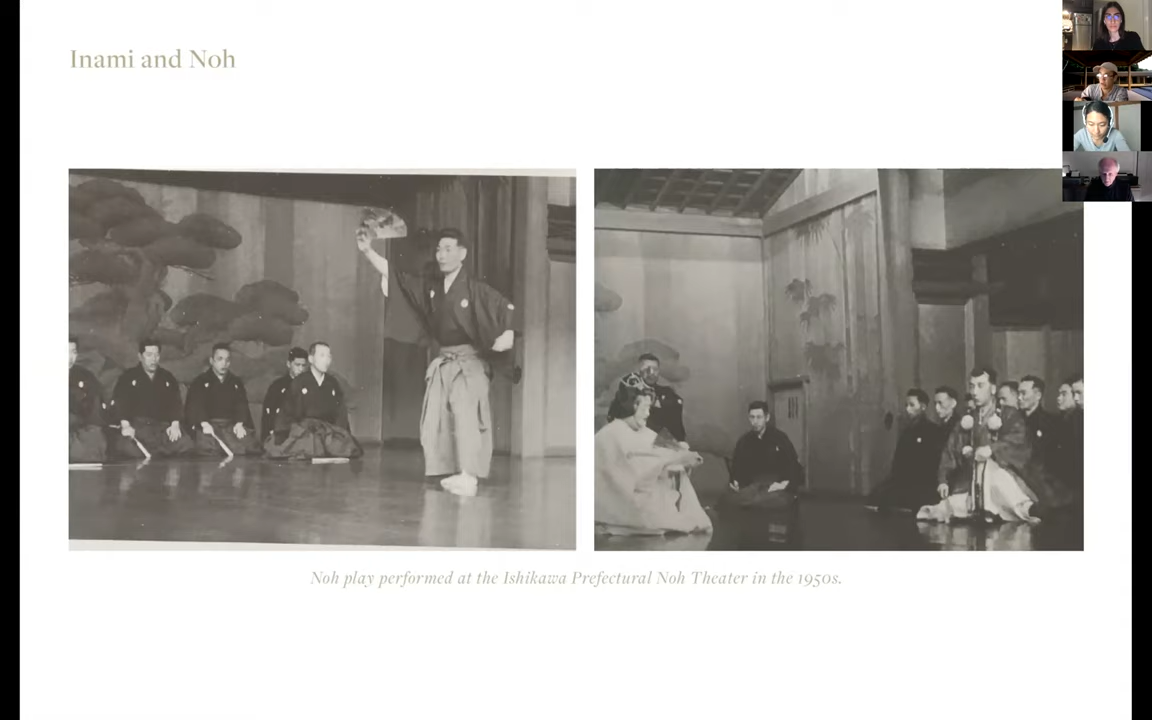 Inami and Noh
Noh play performed at the Ishikawa Prefectural Noh Theater in the 1950s.